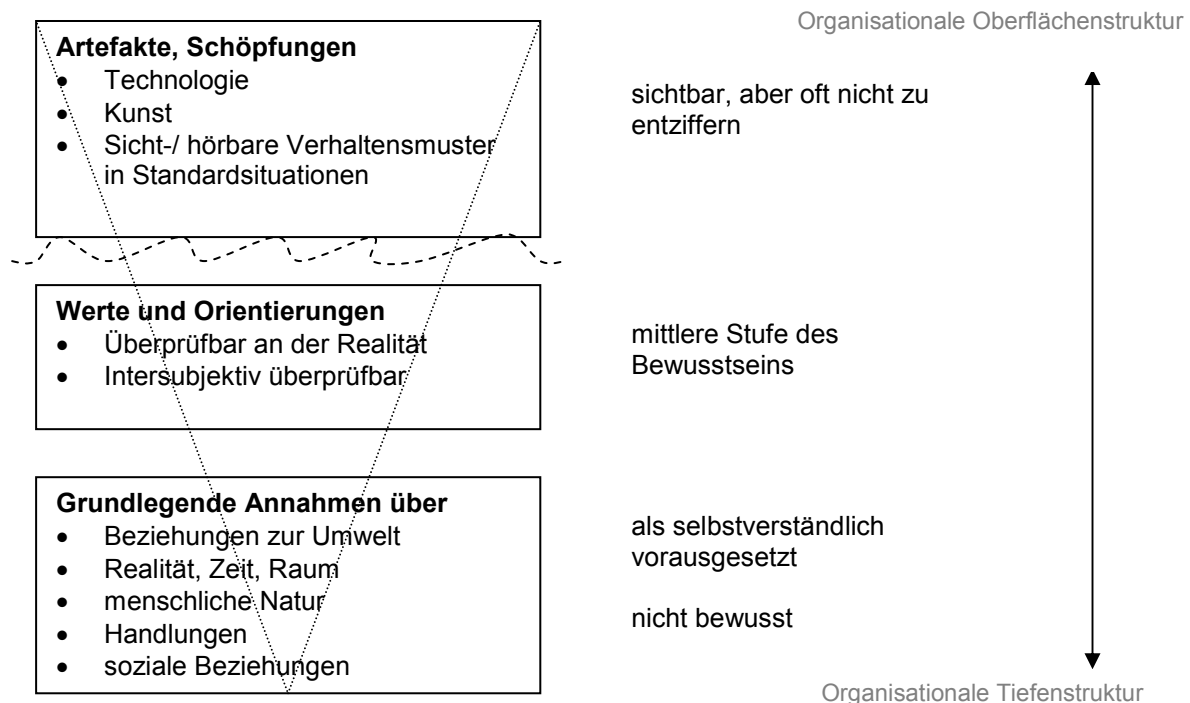 Organisationale Oberflächenstruktur
Artefakte, Schöpfungen
• Technologie
• Kunst
• Sicht-/ hörbare Verhaltensmuster
in Standardsituationen
sichtbar, aber oft nicht zu
entziffern
Werte und Orientierungen
• Überprüfbar an der Realität
• Intersubjektiv überprüfbar
mittlere Stufe des
Bewusstseins
Grundlegende Annahmen über
• Beziehungen zur Umwelt
• Realität, Zeit, Raum
• menschliche Natur
• Handlungen
• soziale Beziehungen
als selbstverständlich
vorausgesetzt
nicht bewusst
Organisationale Tiefenstruktur